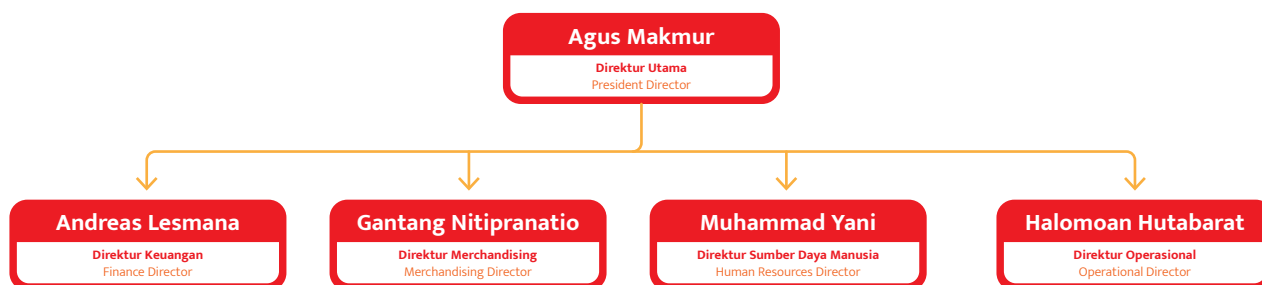 Agus Makmur
Direktur Utama
President Director
Andreas Lesmana
Direktur Keuangan
Finance Director
Gantang Nitipranatio
Direktur Merchandising
Merchandising Director
Muhammad Yani
Direktur Sumber Daya Manusia
Human Resources Director
Halomoan Hutabarat
Direktur Operasional
Operational Director